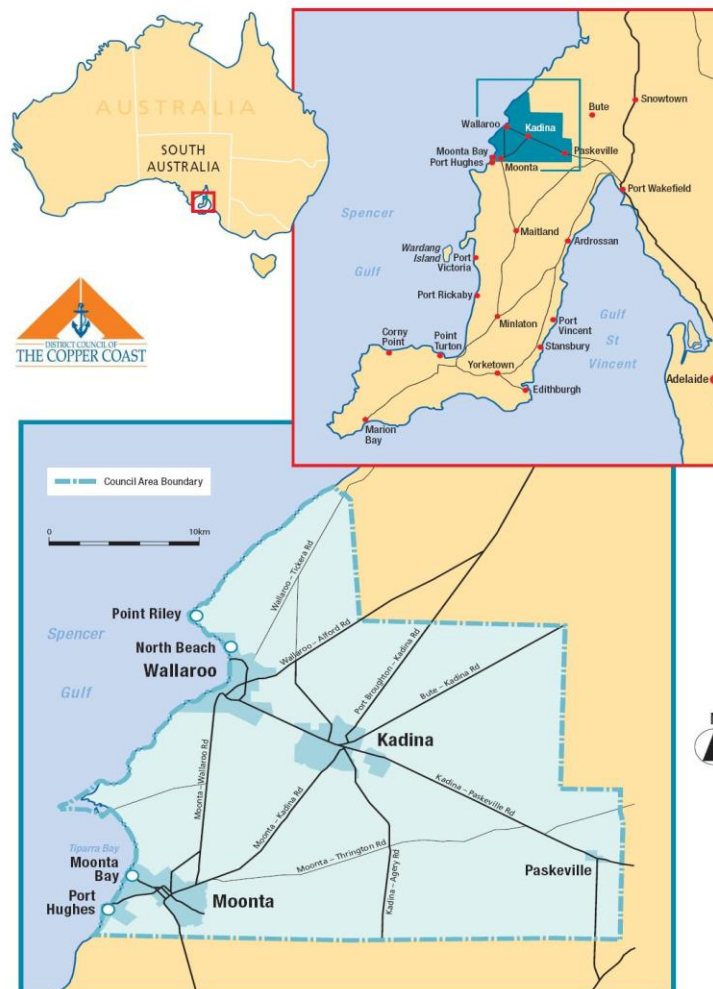 AUSTRALIA
SOUTH
AUSTRALIA
DISTRICT COUNCIL OF
THE COPPER COAST
Snowtown
Bute
Wallaroo
Kadina
Paskeville
Moonta Bay
Port Hughes
Moonta
Port Wakefield
Spencer
Gulf
Maitland
Ardrossan
Wardang
Island
Port
Victoria
Port Rickaby
Minlaton
Gulf
St
Vincent
Port
Vincent
Corny
Point
Point
Turton
Stansbury
Yorketown
Edithburgh
Adelaide
Marion
Bay
Council Area Boundary
0
10km
Wallaroo – Tickera Rd
Point Riley
North Beach
Wallaroo
Spencer
Gulf
Wallaroo – Alford Rd
Port Broughton – Kadina Rd
Bute – Kadina Rd
Kadina
Moonta – Wallaroo Rd
Moonta – Kadina Rd
Kadina – Paskeville Rd
Tiparra Bay
Moonta
Bay
Port
Hughes
Moonta
Moonta – Thrington Rd
Kadina – Agery Rd
Paskeville